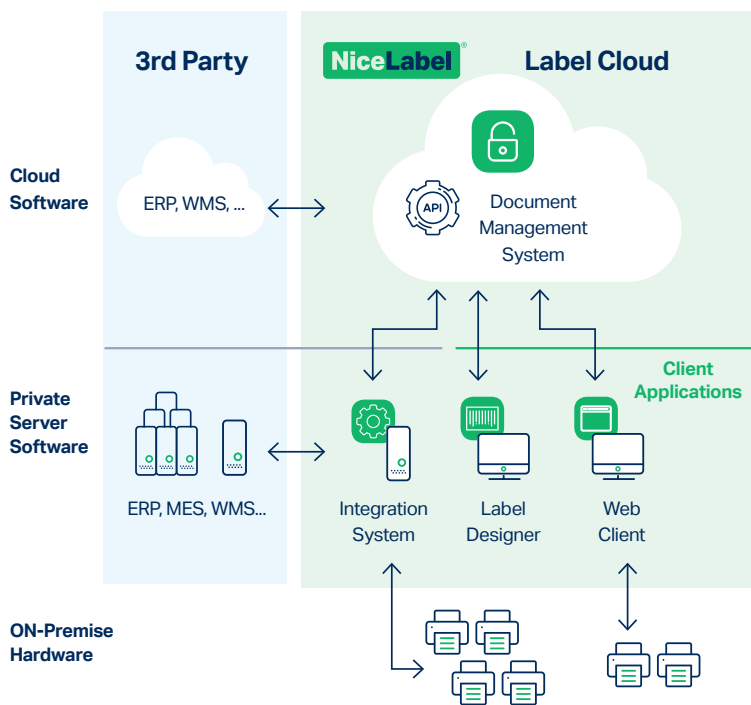 3rd Party
NiceLabel®
Label Cloud
Cloud
Software
ERP, WMS, ...
API
Document
Management
System
Client
Applications
Private
Server
Software
ERP, MES, WMS...
Integration
System
Label
Designer
Web
Client
ON-Premise
Hardware